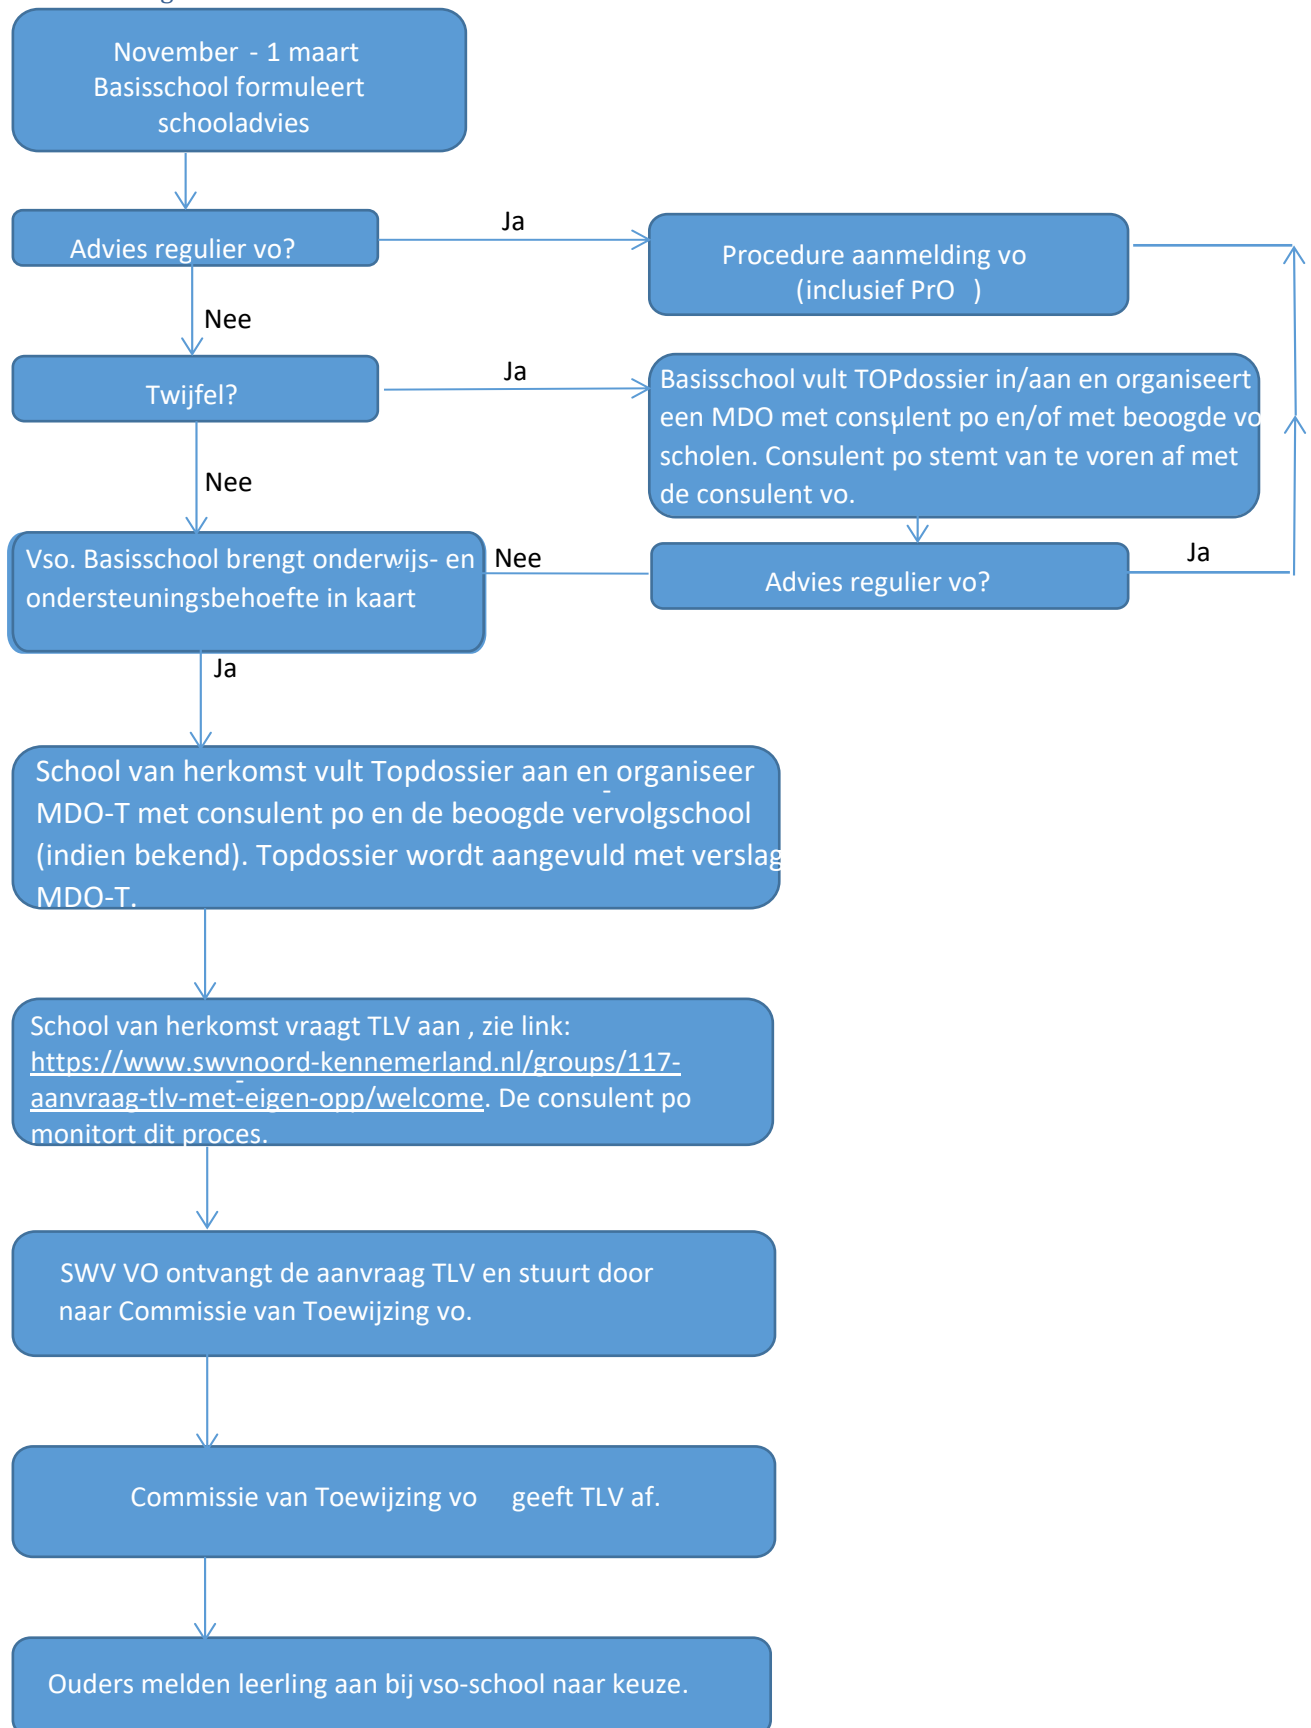 November - 1 maart
Basisschool formuleert
schooladvies
Advies regulier vo?
Ja
Procedure aanmelding vo
(inclusief PrO )
Nee
Twijfel?
Ja
Basisschool vult TOPdossier in/aan en organiseert
een MDO met consulent po en/of met beoogde vo
scholen. Consulent po stemt van te voren af met
de consulent vo.
Nee
Vso. Basisschool brengt onderwijs- en
ondersteuningsbehoefte in kaart
Nee
Advies regulier vo?
Ja
Ja
School van herkomst vult Topdossier aan en organiseer
MDO-T met consulent po en de beoogde vervolgschool
(indien bekend). Topdossier wordt aangevuld met verslag
MDO-T.
School van herkomst vraagt TLV aan , zie link:
https://www.swvnoord-kennemerland.nl/groups/117-
aanvraag-tlv-met-eigen-opp/welcome. De consulent po
monitort dit proces.
SWV VO ontvangt de aanvraag TLV en stuurt door
naar Commissie van Toewijzing vo.
Commissie van Toewijzing vo geeft TLV af.
Ouders melden leerling aan bij vso-school naar keuze.